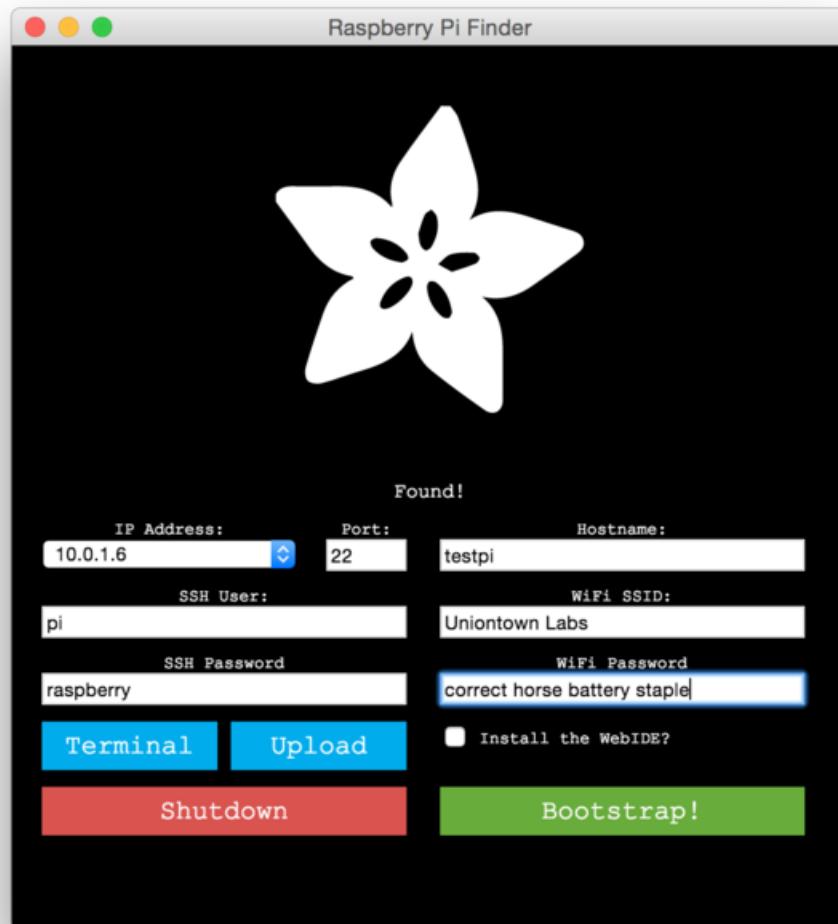 Raspberry Pi Finder
Found!
IP Address: Port: Hostname:
10.0.1.6 22 testpi
SSH User: WiFi SSID:
pi Uniontown Labs
SSH Password WiFi Password
raspberry correct horse battery staple
Terminal Upload Install the WebIDE?
Shutdown Bootstrap!